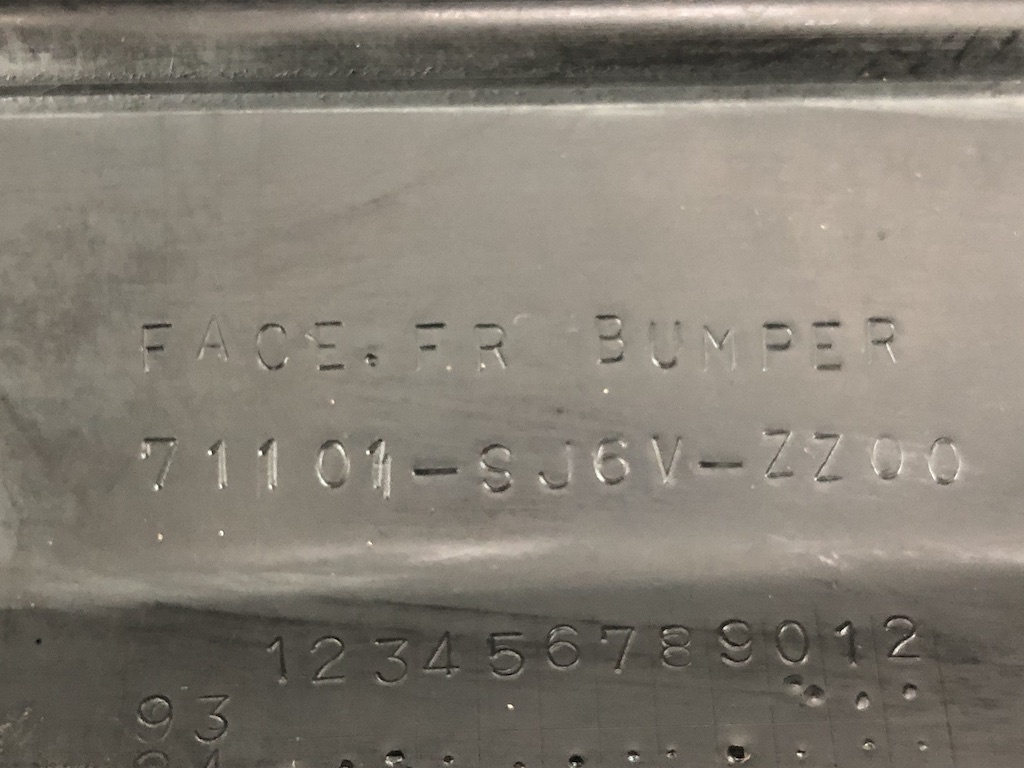 FACE.FR BUMPER
71101-SJ6V-ZZ00
123456789012
93